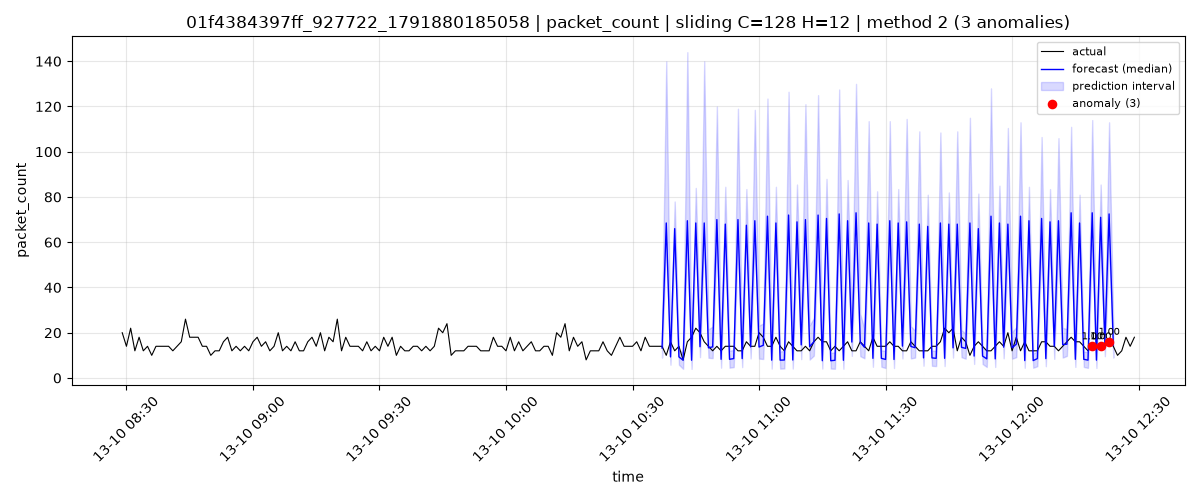 01f4384397ff_927722_1791880185058 | packet_count | sliding C=128 H=12 | method 2 (3 anomalies)
actual
forecast (median)
prediction interval
anomaly (3)
packet_count
140
120
100
80
60
40
20
0
1.00
13-10 08:30
13-10 09:00
13-10 09:30
13-10 10:00
13-10 10:30
13-10 11:00
13-10 11:30
13-10 12:00
13-10 12:30
time